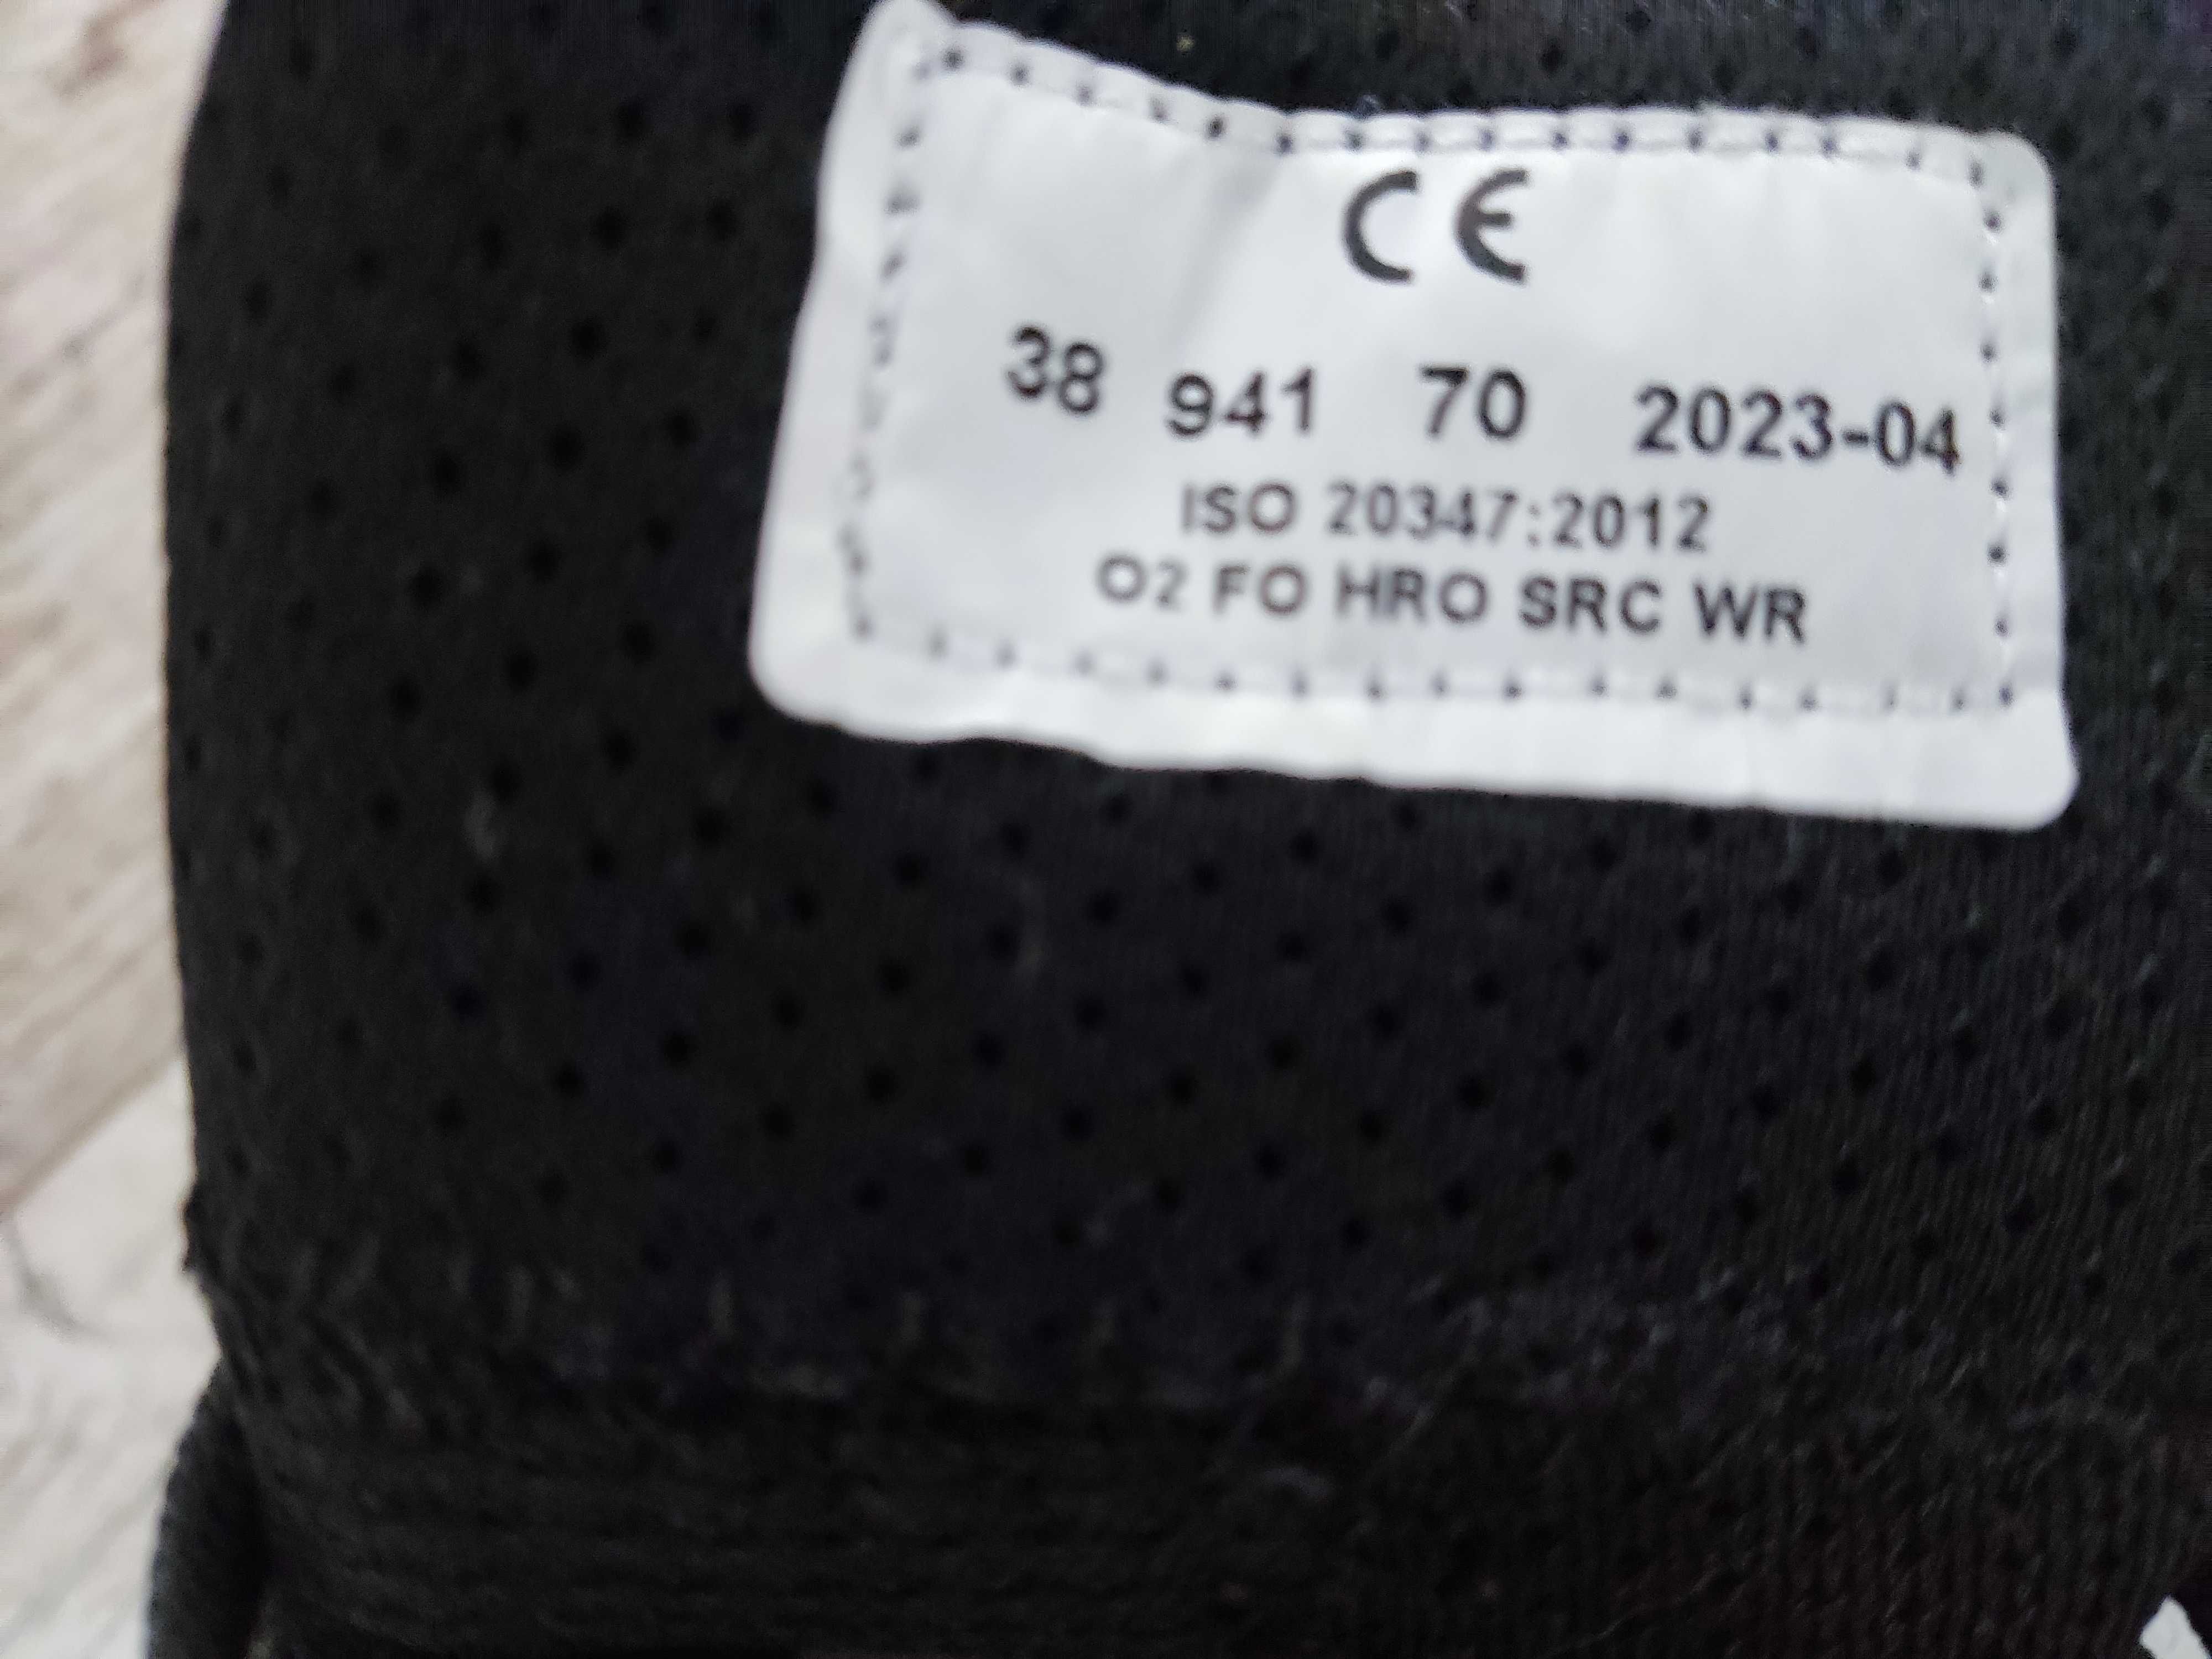 CE
38 941 70 2023-04
ISO 20347:2012
O2 FO HRO SRC WR